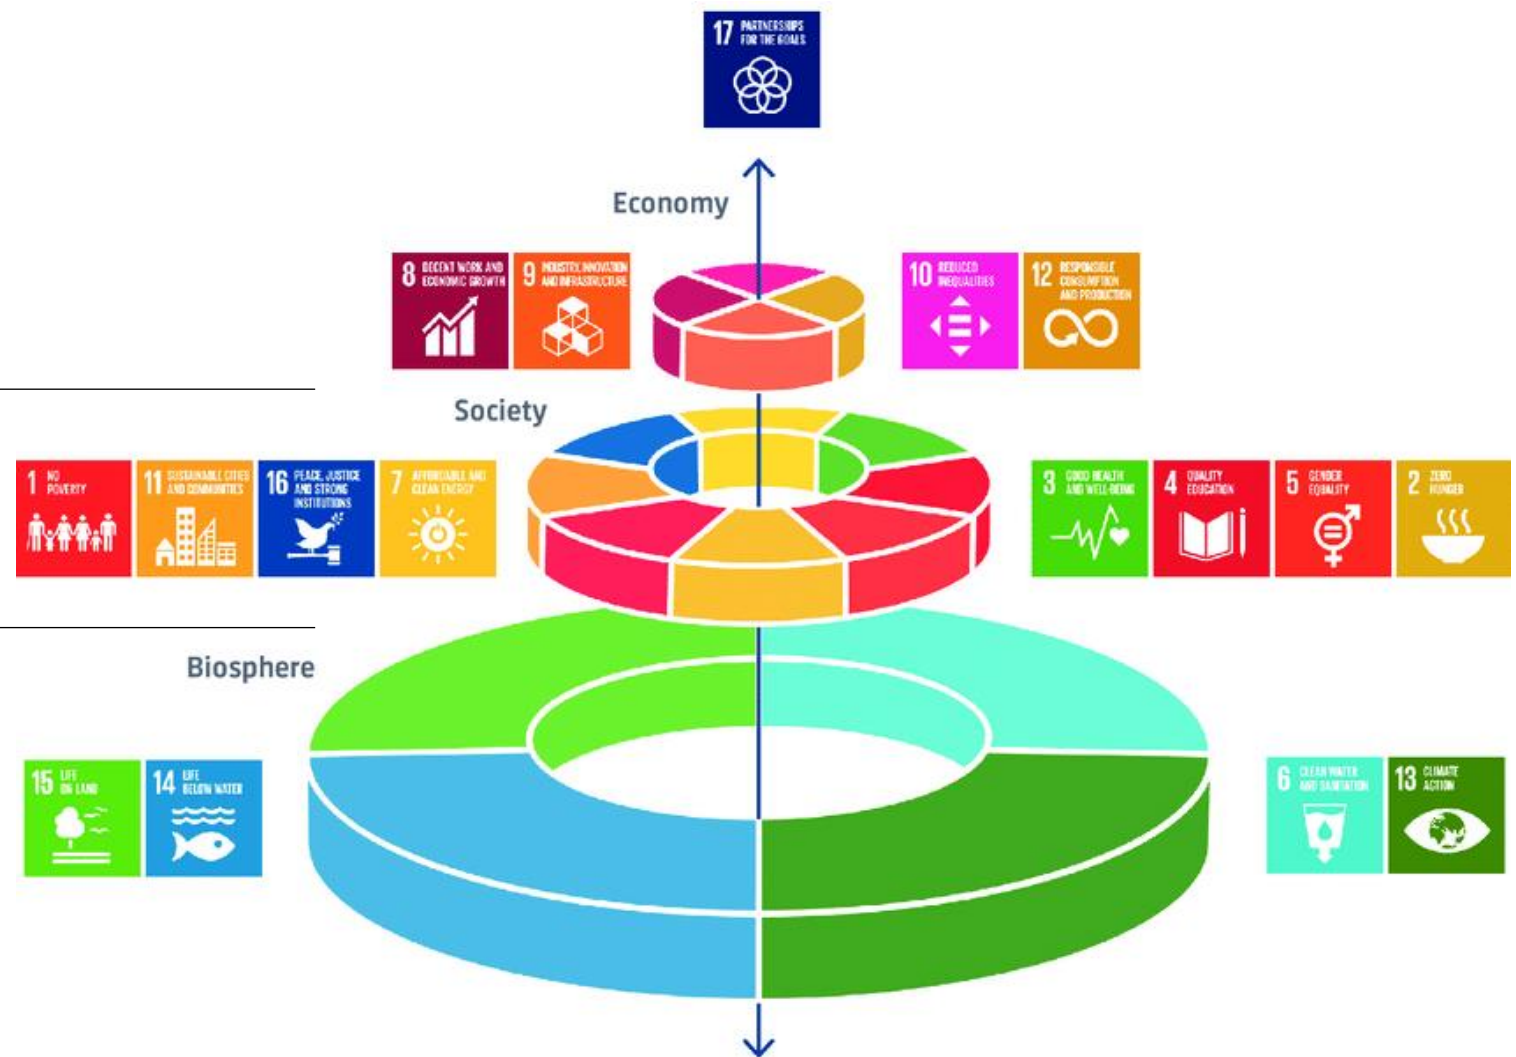 17 PARTNERSHIPS
FOR THE GOALS
Economy
8 DECENT WORK AND
ECONOMIC GROWTH
9 INDUSTRY, INNOVATION
AND INFRASTRUCTURE
10 REDUCED
INEQUALITIES
12 RESPONSIBLE
CONSUMPTION
AND PRODUCTION
Society
1 NO
POVERTY
11 SUSTAINABLE CITIES
AND COMMUNITIES
16 PEACE, JUSTICE
AND STRONG
INSTITUTIONS
7 AFFORDABLE AND
CLEAN ENERGY
3 GOOD HEALTH
AND WELL-BEING
4 QUALITY
EDUCATION
5 GENDER
EQUALITY
2 ZERO
HUNGER
Biosphere
15 LIFE
ON LAND
14 LIFE
BELOW WATER
6 CLEAN WATER
AND SANITATION
13 CLIMATE
ACTION